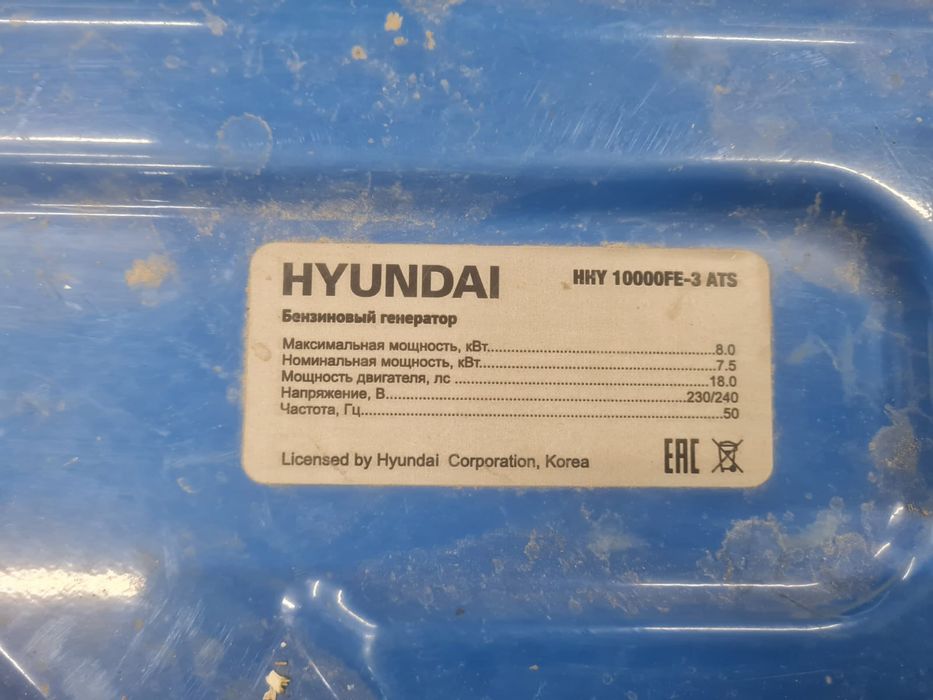 HYUNDAI
HHY 10000FE-3 ATS
Бензиновый генератор
Максимальная мощность, кВт..................................................8.0
Номинальная мощность, кВт....................................................7.5
Мощность двигателя, лс ........................................................18.0
Напряжение, В.....................................................................230/240
Частота, Гц...............................................................................50
Licensed by Hyundai Corporation, Korea
EAC